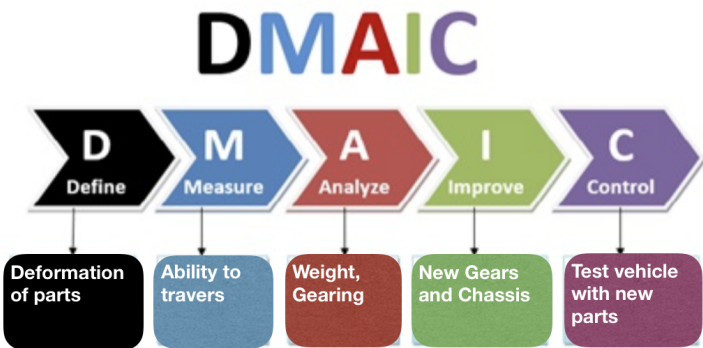 DMAIC
D
Define
M
Measure
A
Analyze
I
Improve
C
Control
Deformation
of parts
Ability to
travers
Weight,
Gearing
New Gears
and Chassis
Test vehicle
with new
parts